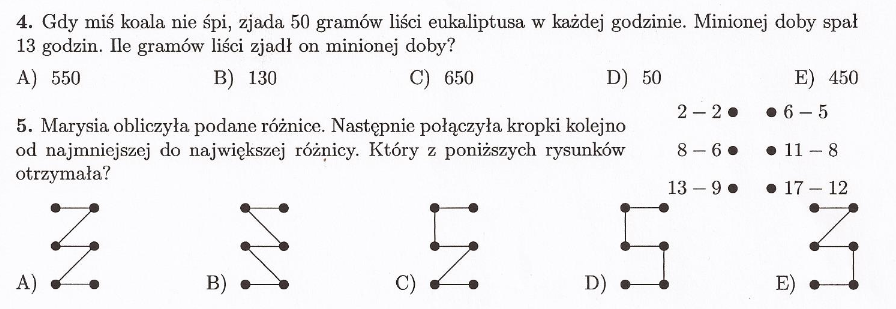 4. Gdy miś koala nie śpi, zjada 50 gramów liści eukaliptusa w każdej godzinie. Minionej doby spał
13 godzin. Ile gramów liści zjadł on minionej doby?
A) 550 B) 130 C) 650 D) 50 E) 450
5. Marysia obliczyła podane różnice. Następnie połączyła kropki kolejno
od najmniejszej do największej różnicy. Który z poniższych rysunków
otrzymała?
2 – 2 • • 6 – 5
8 – 6 • • 11 – 8
13 – 9 • • 17 – 12
A) B) C) D) E)